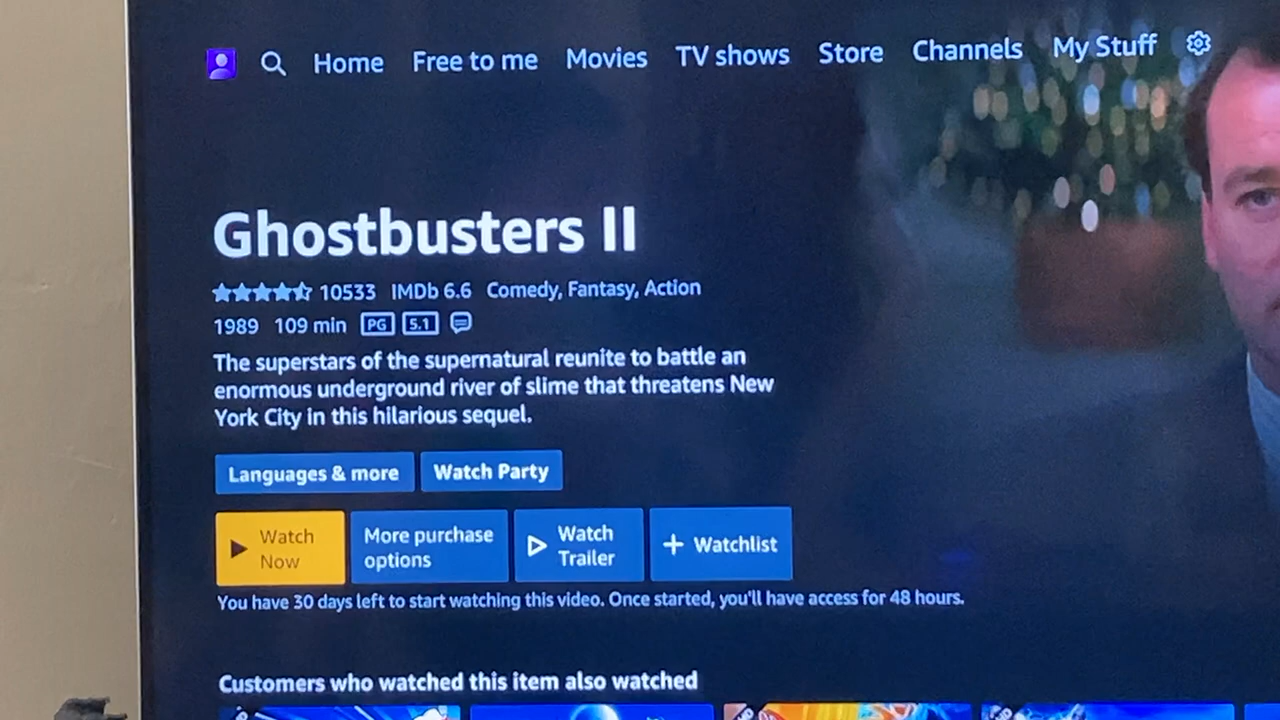 Home Free to me Movies TV shows Store Channels My Stuff
Ghostbusters II
10533 IMDb 6.6 Comedy, Fantasy, Action
1989 109 min PG 5.1
The superstars of the supernatural reunite to battle an
enormous underground river of slime that threatens New
York City in this hilarious sequel.
Languages & more Watch Party
Watch
Now
More purchase
options
Watch
Trailer
+ Watchlist
You have 30 days left to start watching this video. Once started, you'll have access for 48 hours.
Customers who watched this item also watched